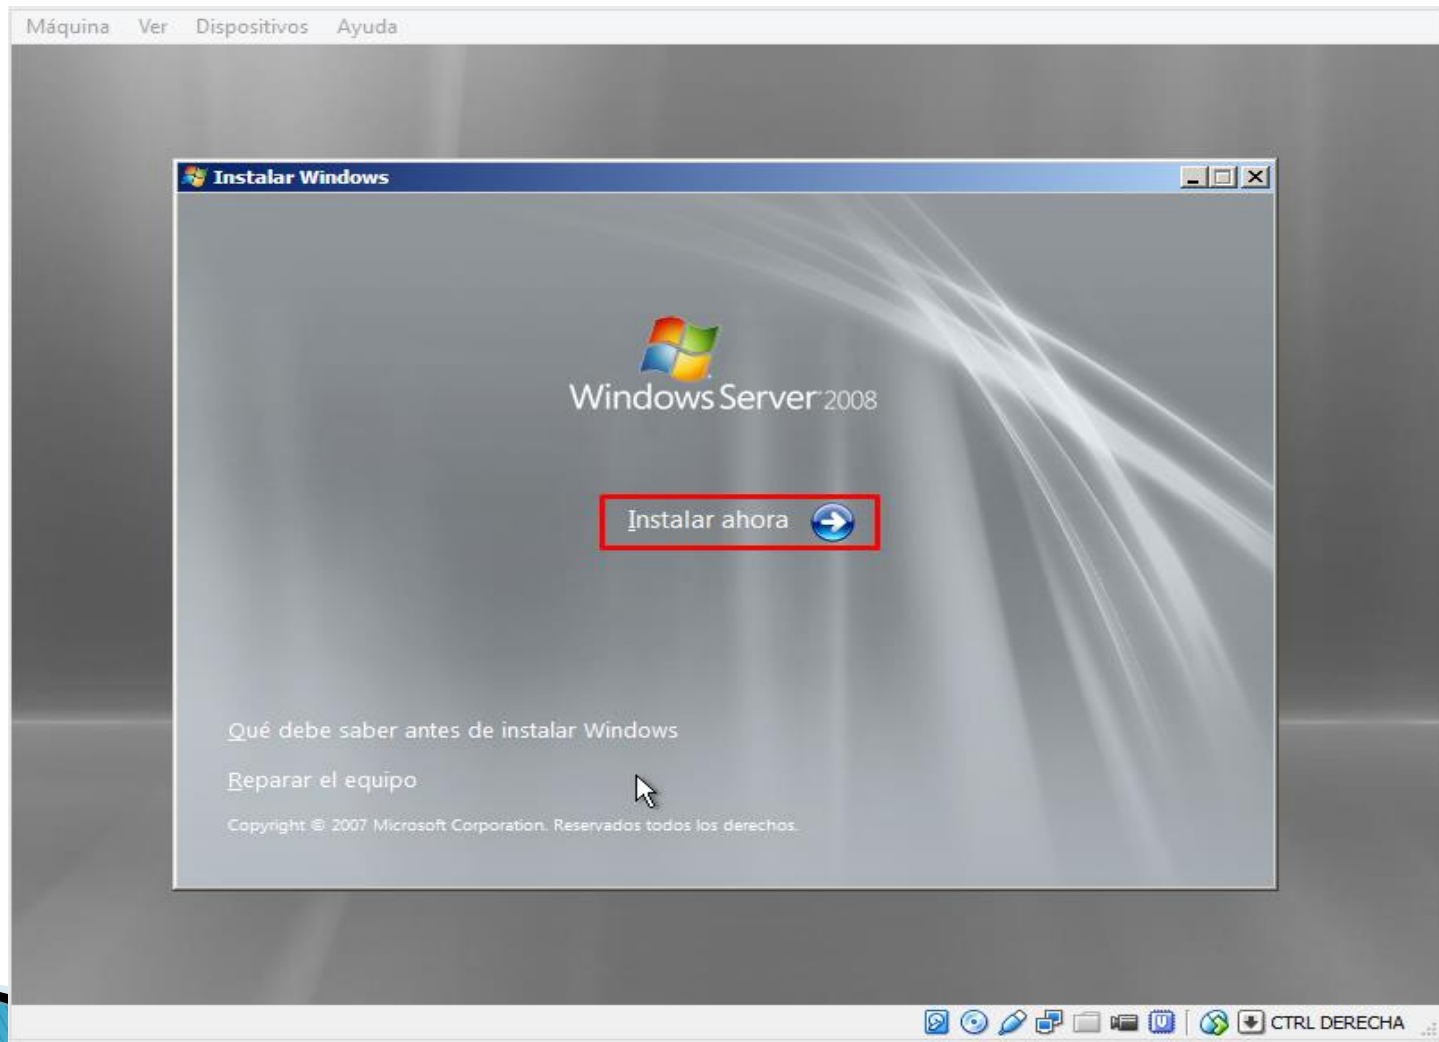 Máquina Ver Dispositivos Ayuda
Instalar Windows
Windows Server 2008
Instalar ahora
Qué debe saber antes de instalar Windows
Reparar el equipo
Copyright © 2007 Microsoft Corporation. Reservados todos los derechos.
CTRL DERECHA